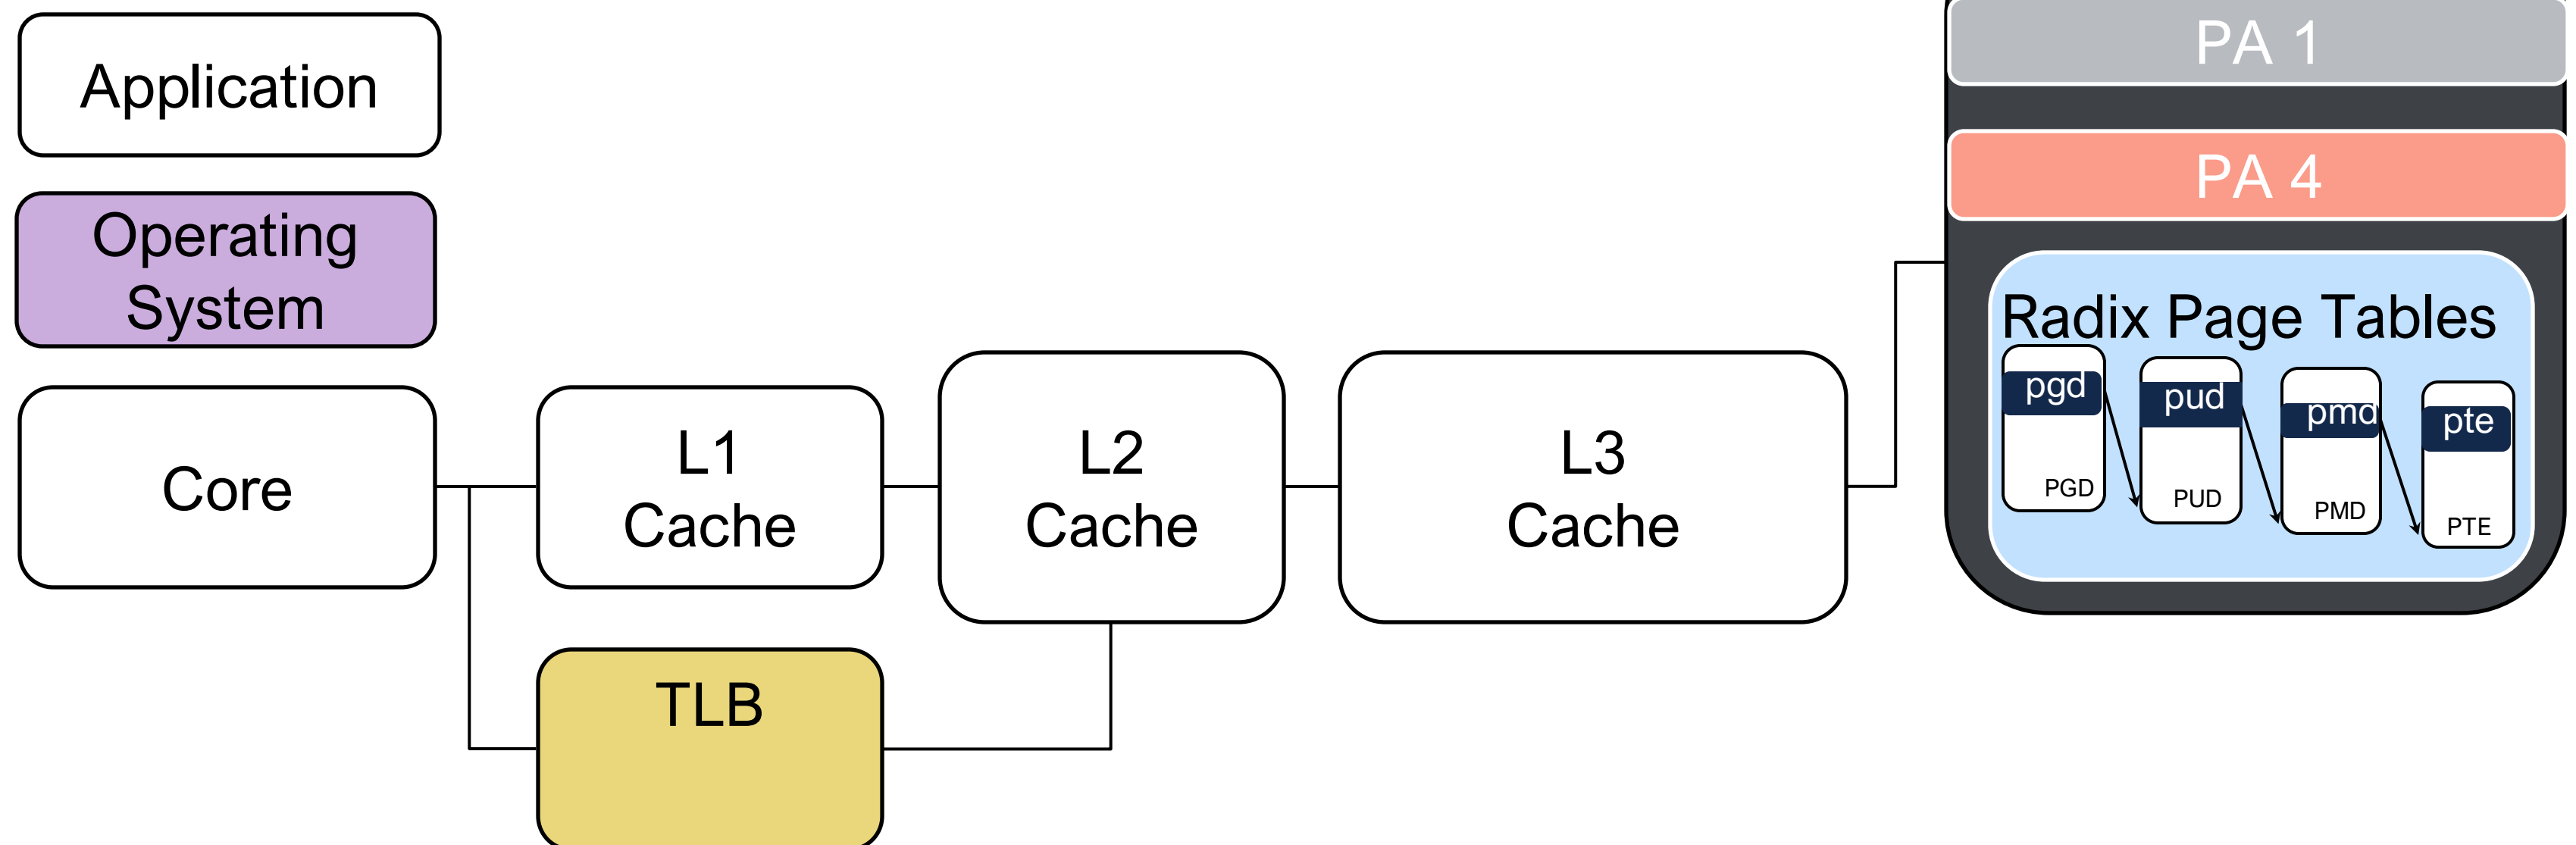 Application
Operating
System
Core
L1
Cache
L2
Cache
L3
Cache
TLB
PA 1
PA 4
Radix Page Tables
pgd
pud
pmd
pte
PGD
PUD
PMD
PTE